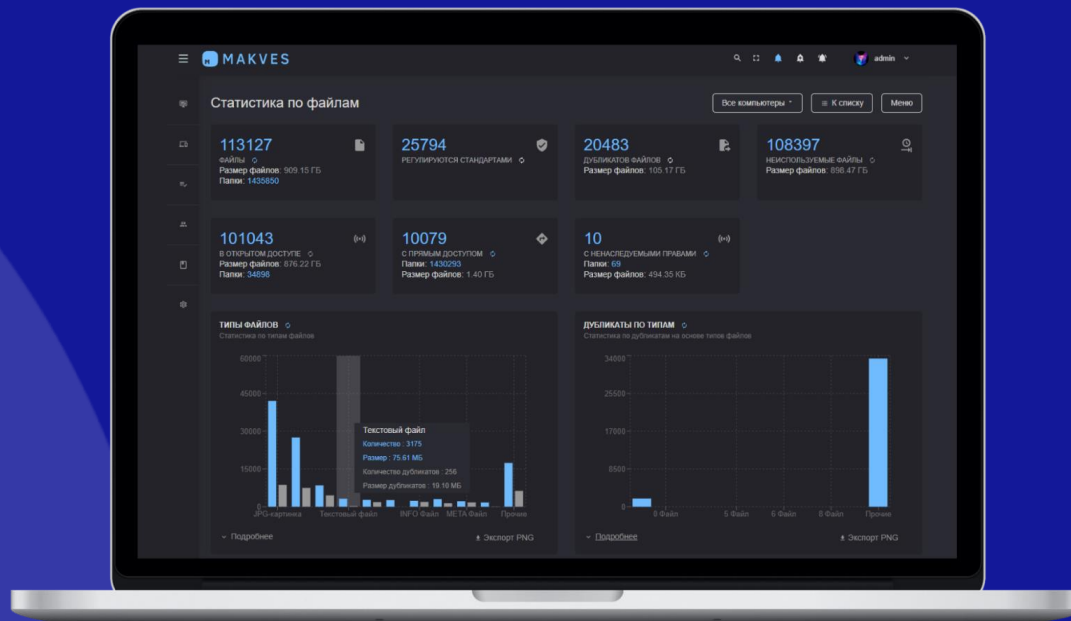 MAKVES
admin
Статистика по файлам
Все компьютеры
К списку
Меню
113127
ФАЙЛЫ
Размер файлов: 909.15 ГБ
Папки: 1435850
25794
РЕГУЛИРУЮТСЯ СТАНДАРТАМИ
20483
ДУБЛИКАТОВ ФАЙЛОВ
Размер файлов: 105.17 ГБ
108397
НЕИСПОЛЬЗУЕМЫЕ ФАЙЛЫ
Размер файлов: 898.47 ГБ
101043
В ОТКРЫТОМ ДОСТУПЕ
Размер файлов: 876.22 ГБ
Папки: 34898
10079
С ПРЯМЫМ ДОСТУПОМ
Папки: 1430293
Размер файлов: 1.40 ГБ
10
С НЕНАСЛЕДУЕМЫМИ ПРАВАМИ
Папки: 69
Размер файлов: 494.35 КБ
ТИПЫ ФАЙЛОВ
Статистика по типам файлов
60000
45000
30000
15000
0
Текстовый файл
Количество : 3175
Размер : 75.61 МБ
Количество дубликатов : 256
Размер дубликатов : 19.10 МБ
JPG-картинка
Текстовый файл
INFO Файл
META Файл
Прочие
Подробнее
Экспорт PNG
ДУБЛИКАТЫ ПО ТИПАМ
Статистика по дубликатам на основе типов файлов
34000
25500
17000
8500
0
0 Файл
5 Файл
6 Файл
8 Файл
Прочие
Подробнее
Экспорт PNG